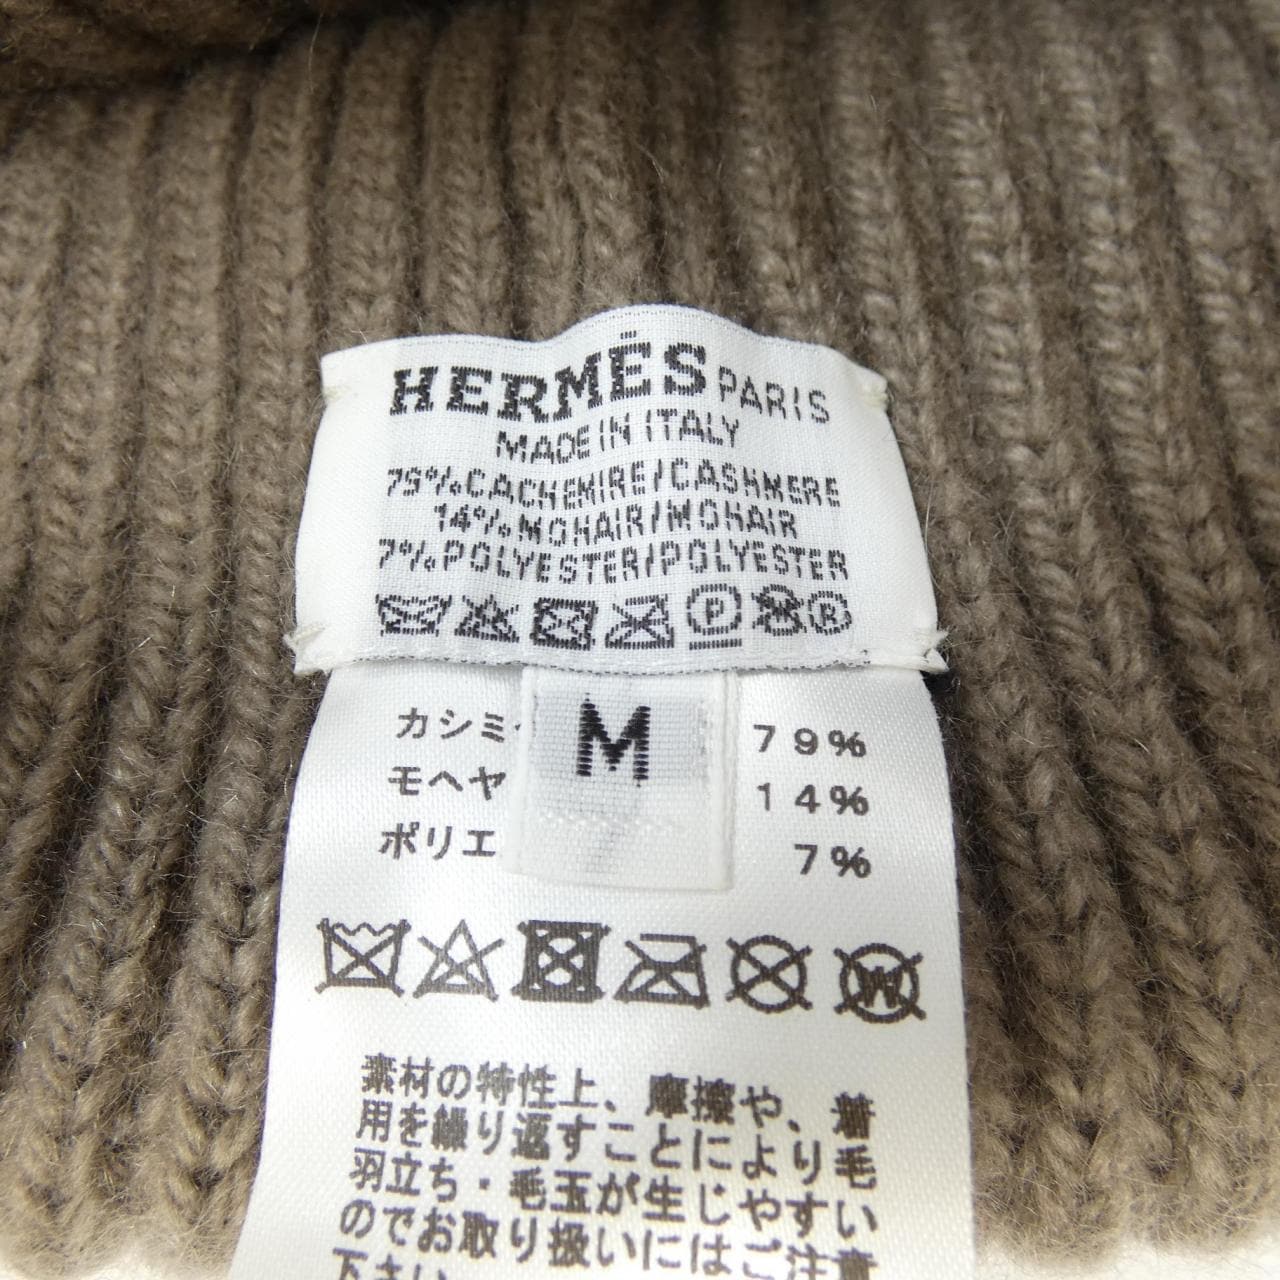 HERMÈS PARIS
MADE IN ITALY
79%CACHEMIRE/CASHMERE
14%MOHAIR/MOHAIR
7%POLYESTER/POLYESTER
P W R
M
カシミ 79%
モヘヤ 14%
ポリエ 7%
W
素材の特性上、摩擦や、着
用を繰り返すことにより毛
羽立ち・毛玉が生じやすい
のでお取り扱いにはご注意
下さい